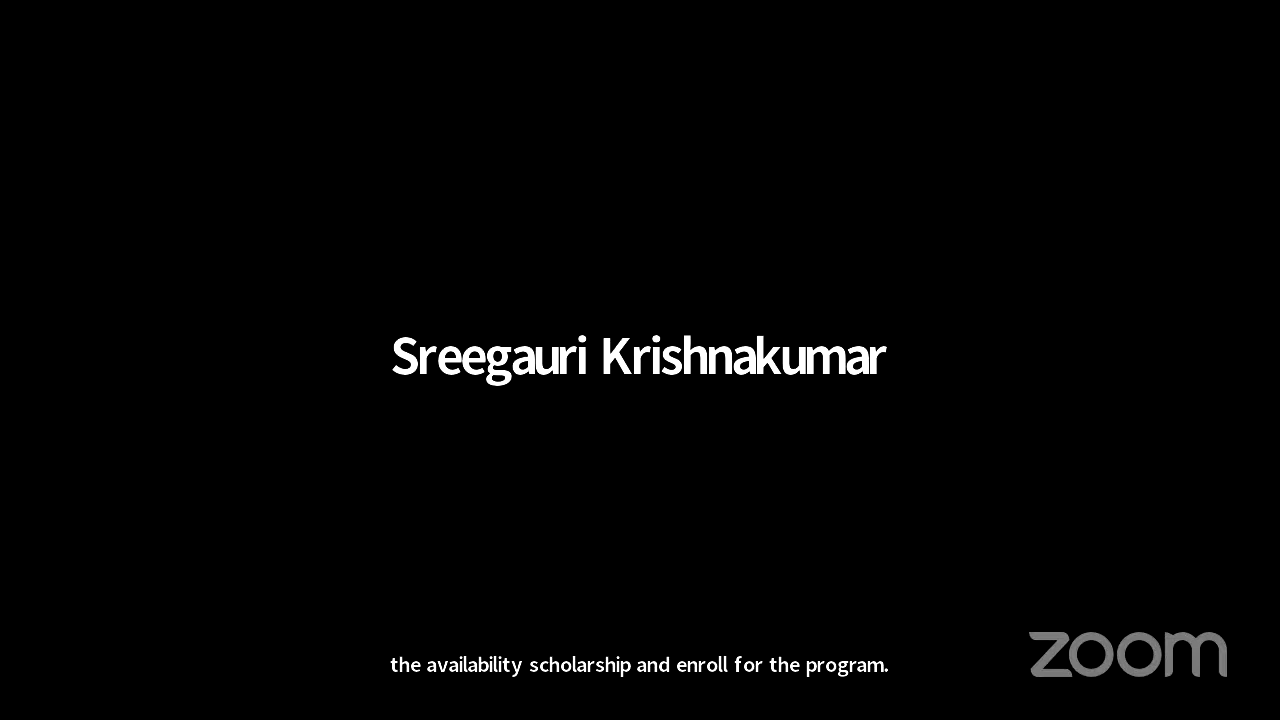 Sreegauri Krishnakumar
the availability scholarship and enroll for the program.
zoom